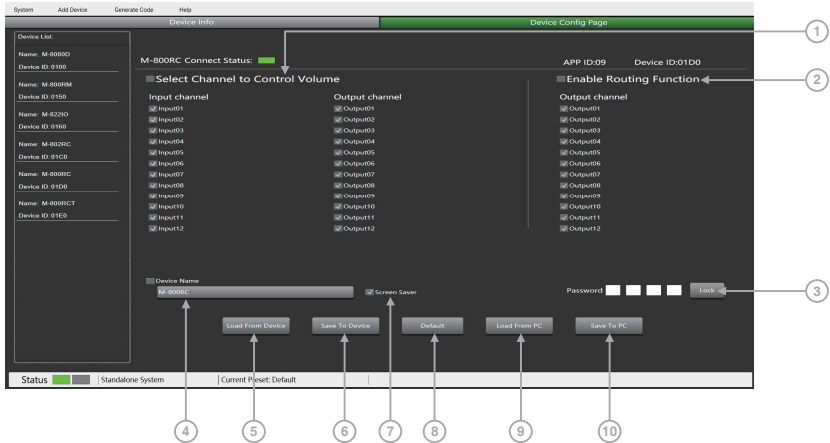 System Add Device Generate Code Help
Device Info Device Config Page
Device List:
Name: M-8080D
Device ID: 0100
Name: M-800RM
Device ID: 0150
Name: M-822IO
Device ID: 0160
Name: M-802RC
Device ID: 01C0
Name: M-800RC
Device ID: 01D0
Name: M-800RCT
Device ID: 01E0
M-800RC Connect Status: APP ID:09 Device ID:01D0
Select Channel to Control Volume Enable Routing Function
Input channel Output channel Output channel
Input01 Output01 Output01
Input02 Output02 Output02
Input03 Output03 Output03
Input04 Output04 Output04
Input05 Output05 Output05
Input06 Output06 Output06
Input07 Output07 Output07
Input08 Output08 Output08
Input09 Output09 Output09
Input10 Output10 Output10
Input11 Output11 Output11
Input12 Output12 Output12
Device Name
M-800RC Screen Saver Password Lock
Load From Device Save To Device Default Load From PC Save To PC
Status Standalone System Current Preset: Default
1
2
3
4 5 6 7 8 9 10